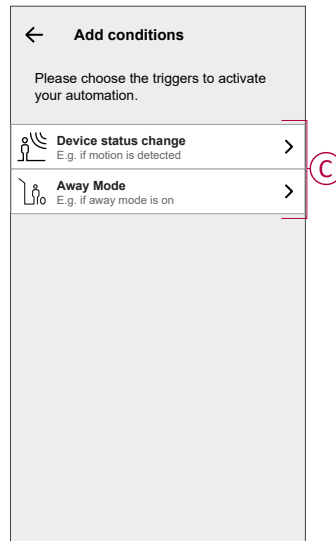 Add conditions
Please choose the triggers to activate
your automation.
Device status change
E.g. if motion is detected
C
Away Mode
E.g. if away mode is on